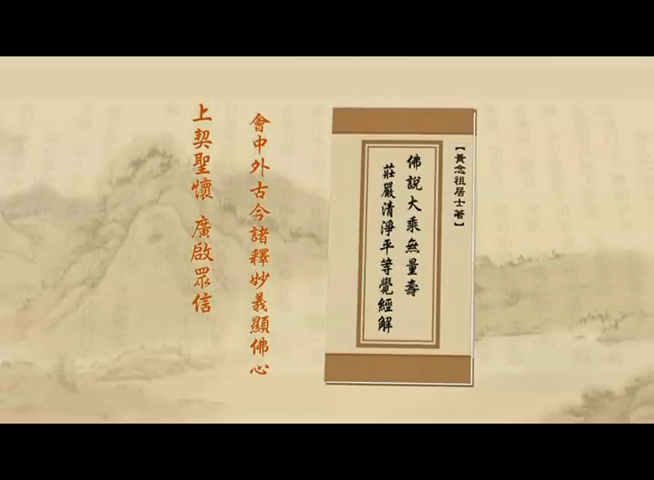 【黃念祖居士著】
佛說大乘無量壽
莊嚴清淨平等覺經解
會中外古今諸釋妙義顯佛心
上契聖懷 廣啟眾信